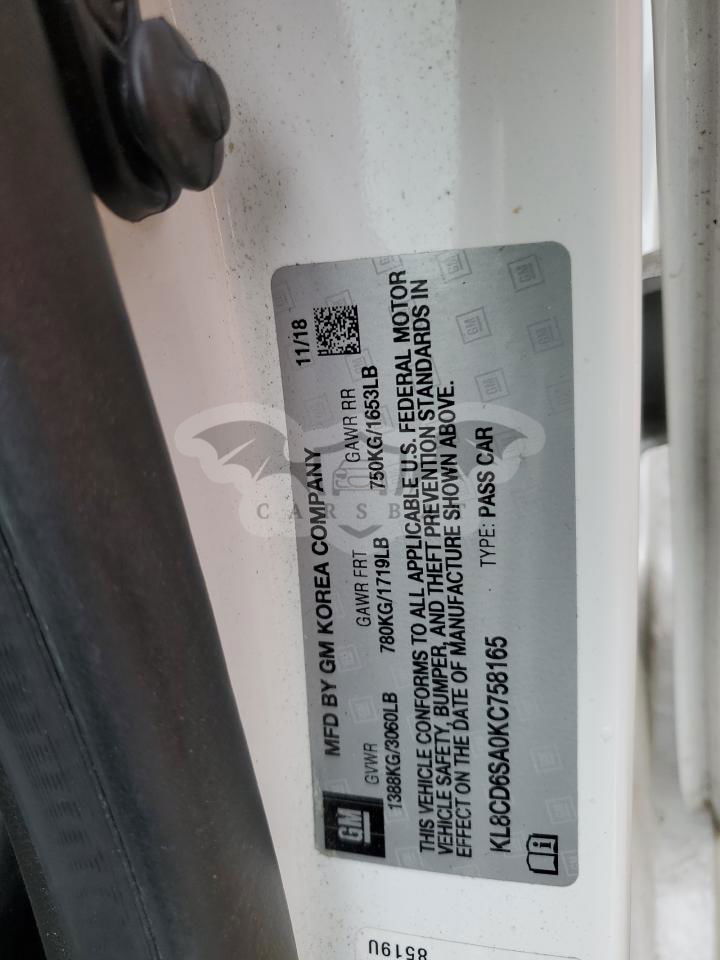 MFD BY GM KOREA COMPANY 11/18
GM
GVWR GAWR FRT GAWR RR
1388KG/3060LB 780KG/1719LB 750KG/1653LB
THIS VEHICLE CONFORMS TO ALL APPLICABLE U.S. FEDERAL MOTOR
VEHICLE SAFETY, BUMPER, AND THEFT PREVENTION STANDARDS IN
EFFECT ON THE DATE OF MANUFACTURE SHOWN ABOVE.
KL8CD6SA0KC758165 TYPE: PASS CAR
8519U